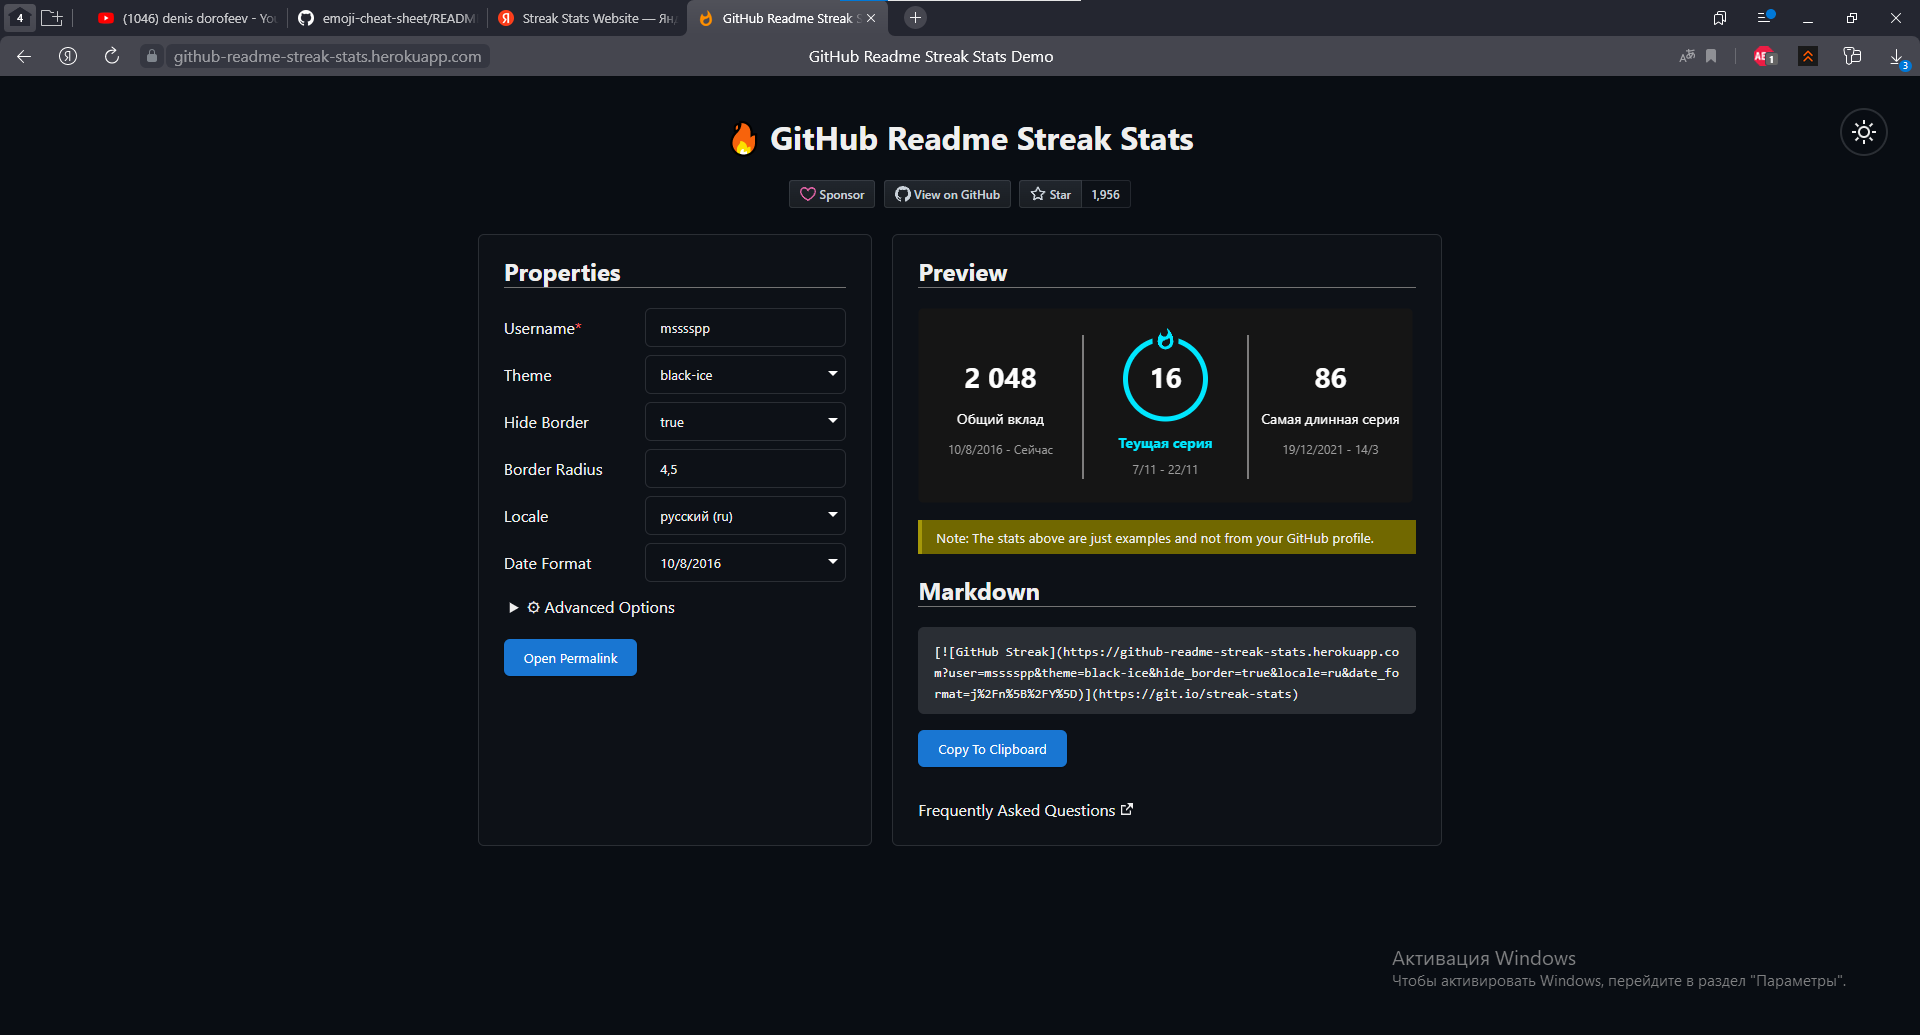 4
(1046) denis dorofeev - You
emoji-cheat-sheet/READM
Streak Stats Website — Янд
GitHub Readme Streak S
github-readme-streak-stats.herokuapp.com
GitHub Readme Streak Stats Demo
1
3
GitHub Readme Streak Stats
Sponsor
View on GitHub
Star
1,956
Properties
Username*
msssspp
Theme
black-ice
Hide Border
true
Border Radius
4,5
Locale
русский (ru)
Date Format
10/8/2016
Advanced Options
Open Permalink
Preview
2 048
Общий вклад
10/8/2016 - Сейчас
16
Теущая серия
7/11 - 22/11
86
Самая длинная серия
19/12/2021 - 14/3
Note: The stats above are just examples and not from your GitHub profile.
Markdown
[![GitHub Streak](https://github-readme-streak-stats.herokuapp.co
m?user=msssspp&theme=black-ice&hide_border=true&locale=ru&date_fo
rmat=j%2Fn%5B%2FY%5D)](https://git.io/streak-stats)
Copy To Clipboard
Frequently Asked Questions
Активация Windows
Чтобы активировать Windows, перейдите в раздел "Параметры".